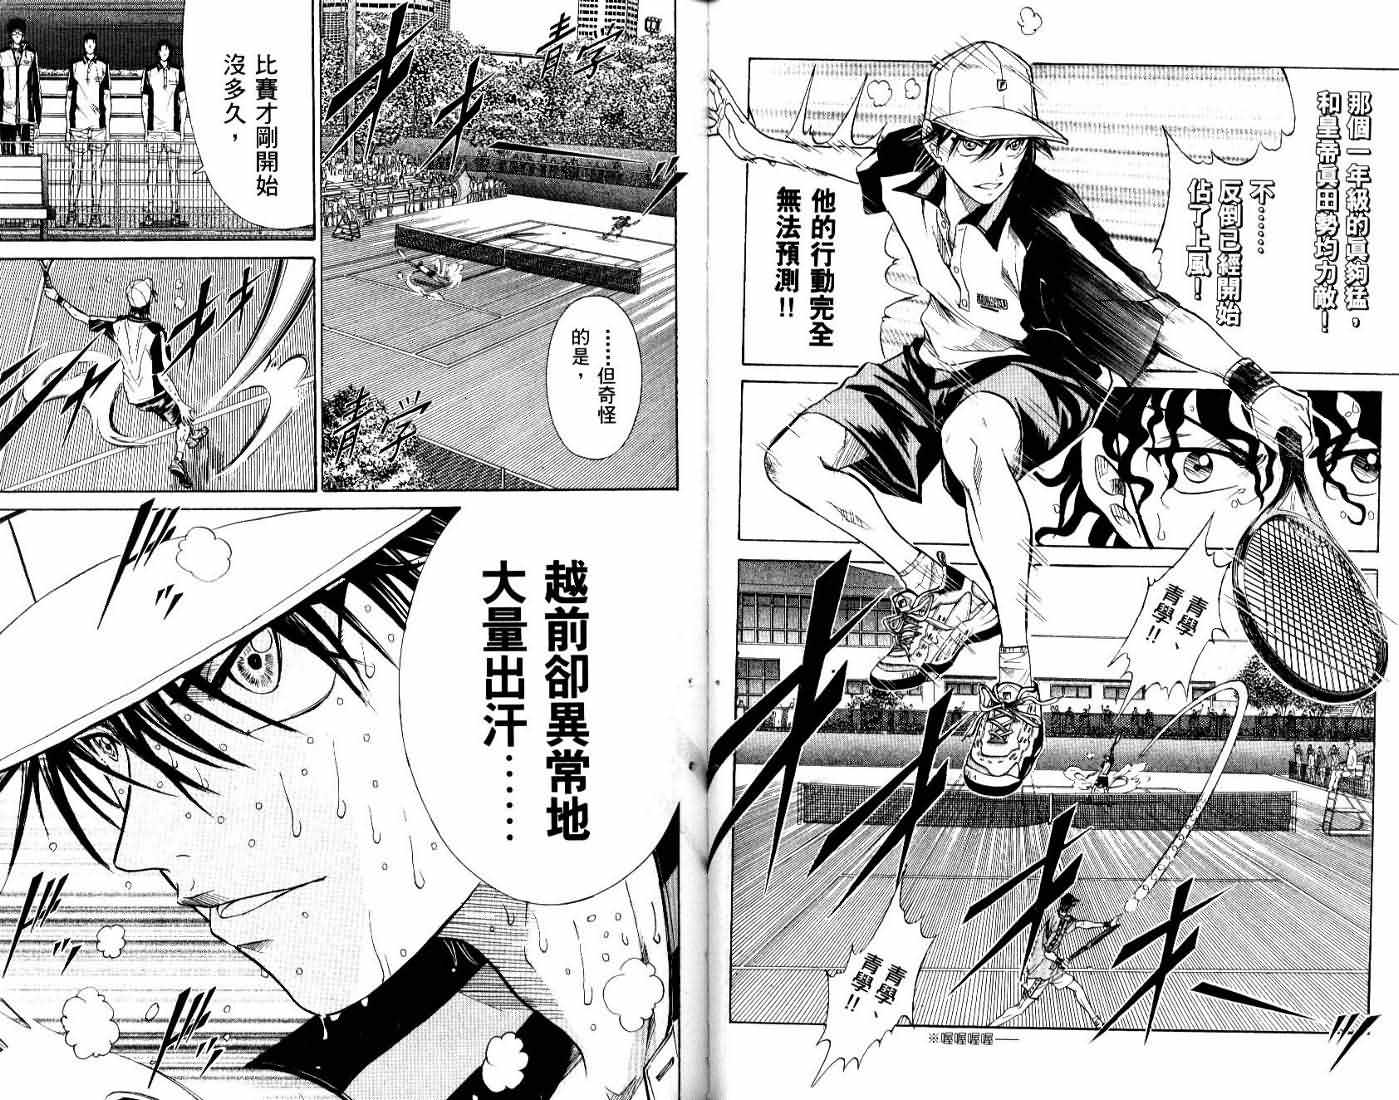 那個一年級的真夠猛，
和皇帝真田勢均力敵！
不……
反倒已經開始
佔了上風！
他的行動完全
無法預測!!
青學、
青學!!
青學、
青學!!
※喔喔喔喔——
青学
……但奇怪
的是，
青学
比賽才剛開始
沒多久，
越前卻異常地
大量出汗……